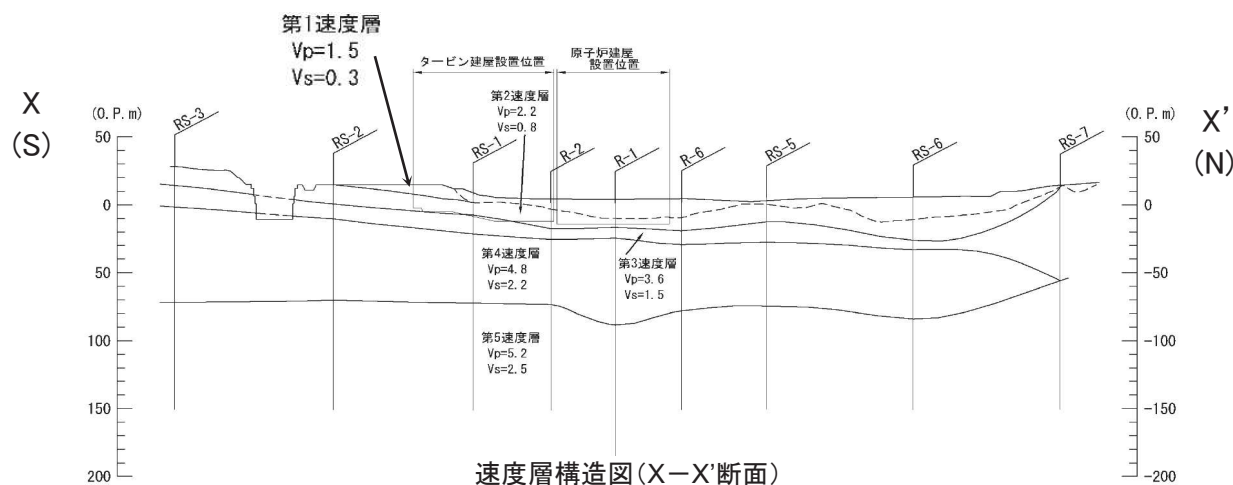 第1速度層
Vp=1.5
Vs=0.3
タービン建屋設置位置
原子炉建屋
設置位置
第2速度層
Vp=2.2
Vs=0.8
X
(S)
(O.P.m)
RS-3
RS-2
RS-1
R-2
R-1
R-6
RS-5
RS-6
RS-7
(O.P.m)
X’
(N)
50
0
50
100
150
200
50
0
-50
-100
-150
-200
第4速度層
Vp=4.8
Vs=2.2
第3速度層
Vp=3.6
Vs=1.5
第5速度層
Vp=5.2
Vs=2.5
速度層構造図(X-X’断面)